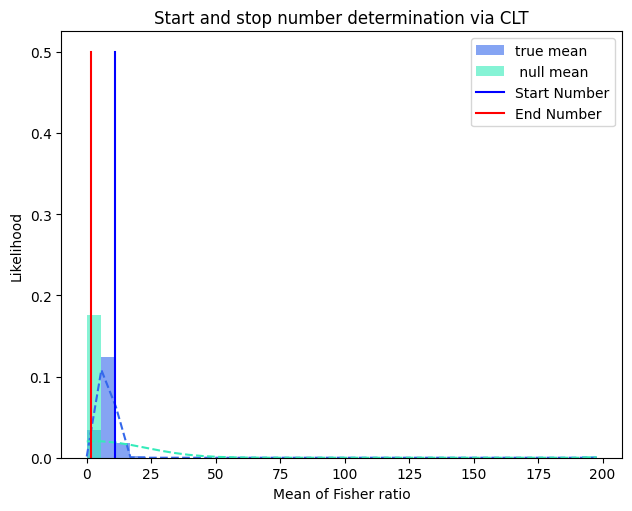 Start and stop number determination via CLT
true mean
null mean
Start Number
End Number
Likelihood
0.5
0.4
0.3
0.2
0.1
0.0
0 25 50 75 100 125 150 175 200
Mean of Fisher ratio